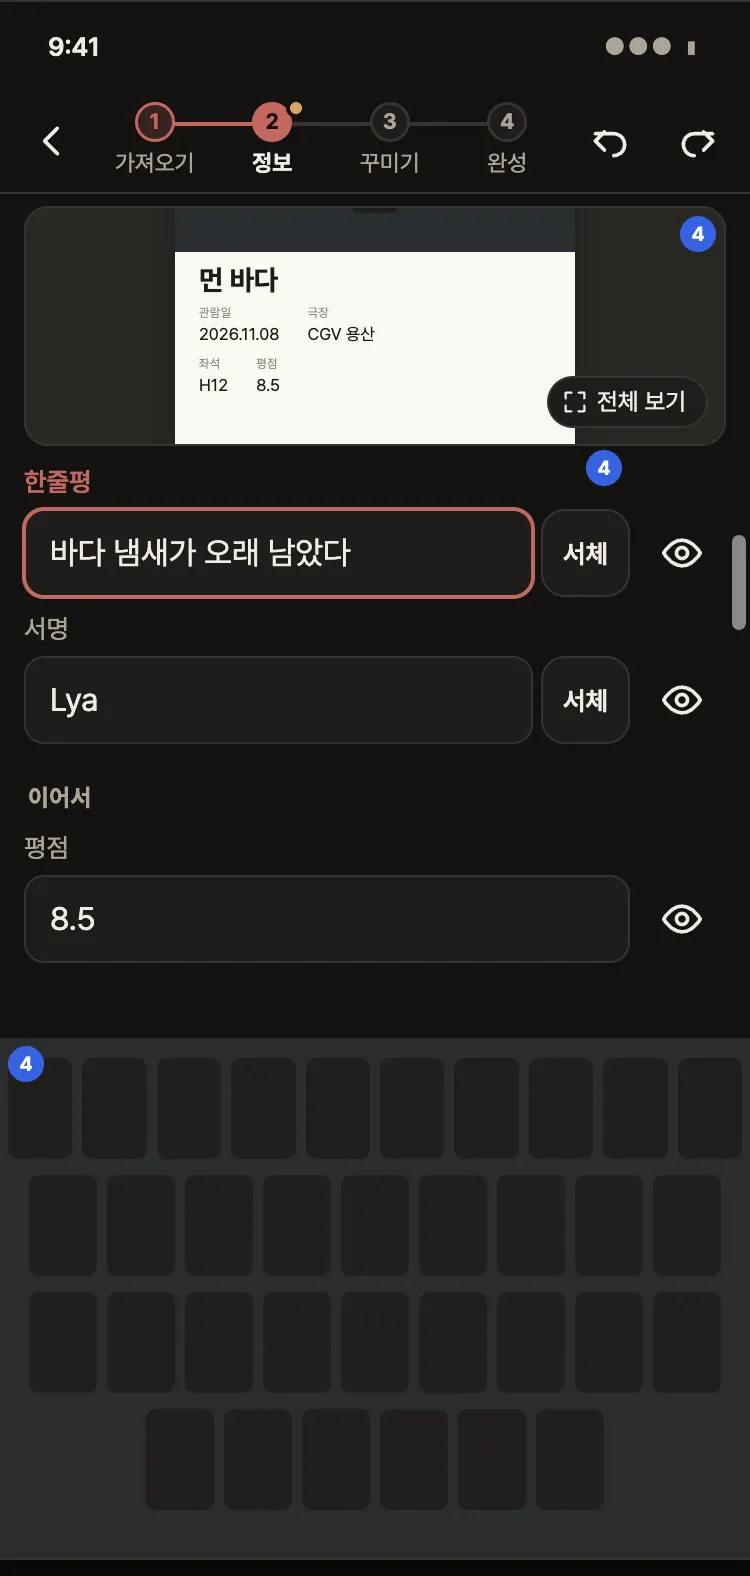 9:41
1 2 3 4
가져오기 정보 꾸미기 완성
4
먼 바다
관람일 극장
2026.11.08 CGV 용산
좌석 평점
H12 8.5
전체 보기
4
한줄평
바다 냄새가 오래 남았다 서체
서명
Lya 서체
이어서
평점
8.5
4